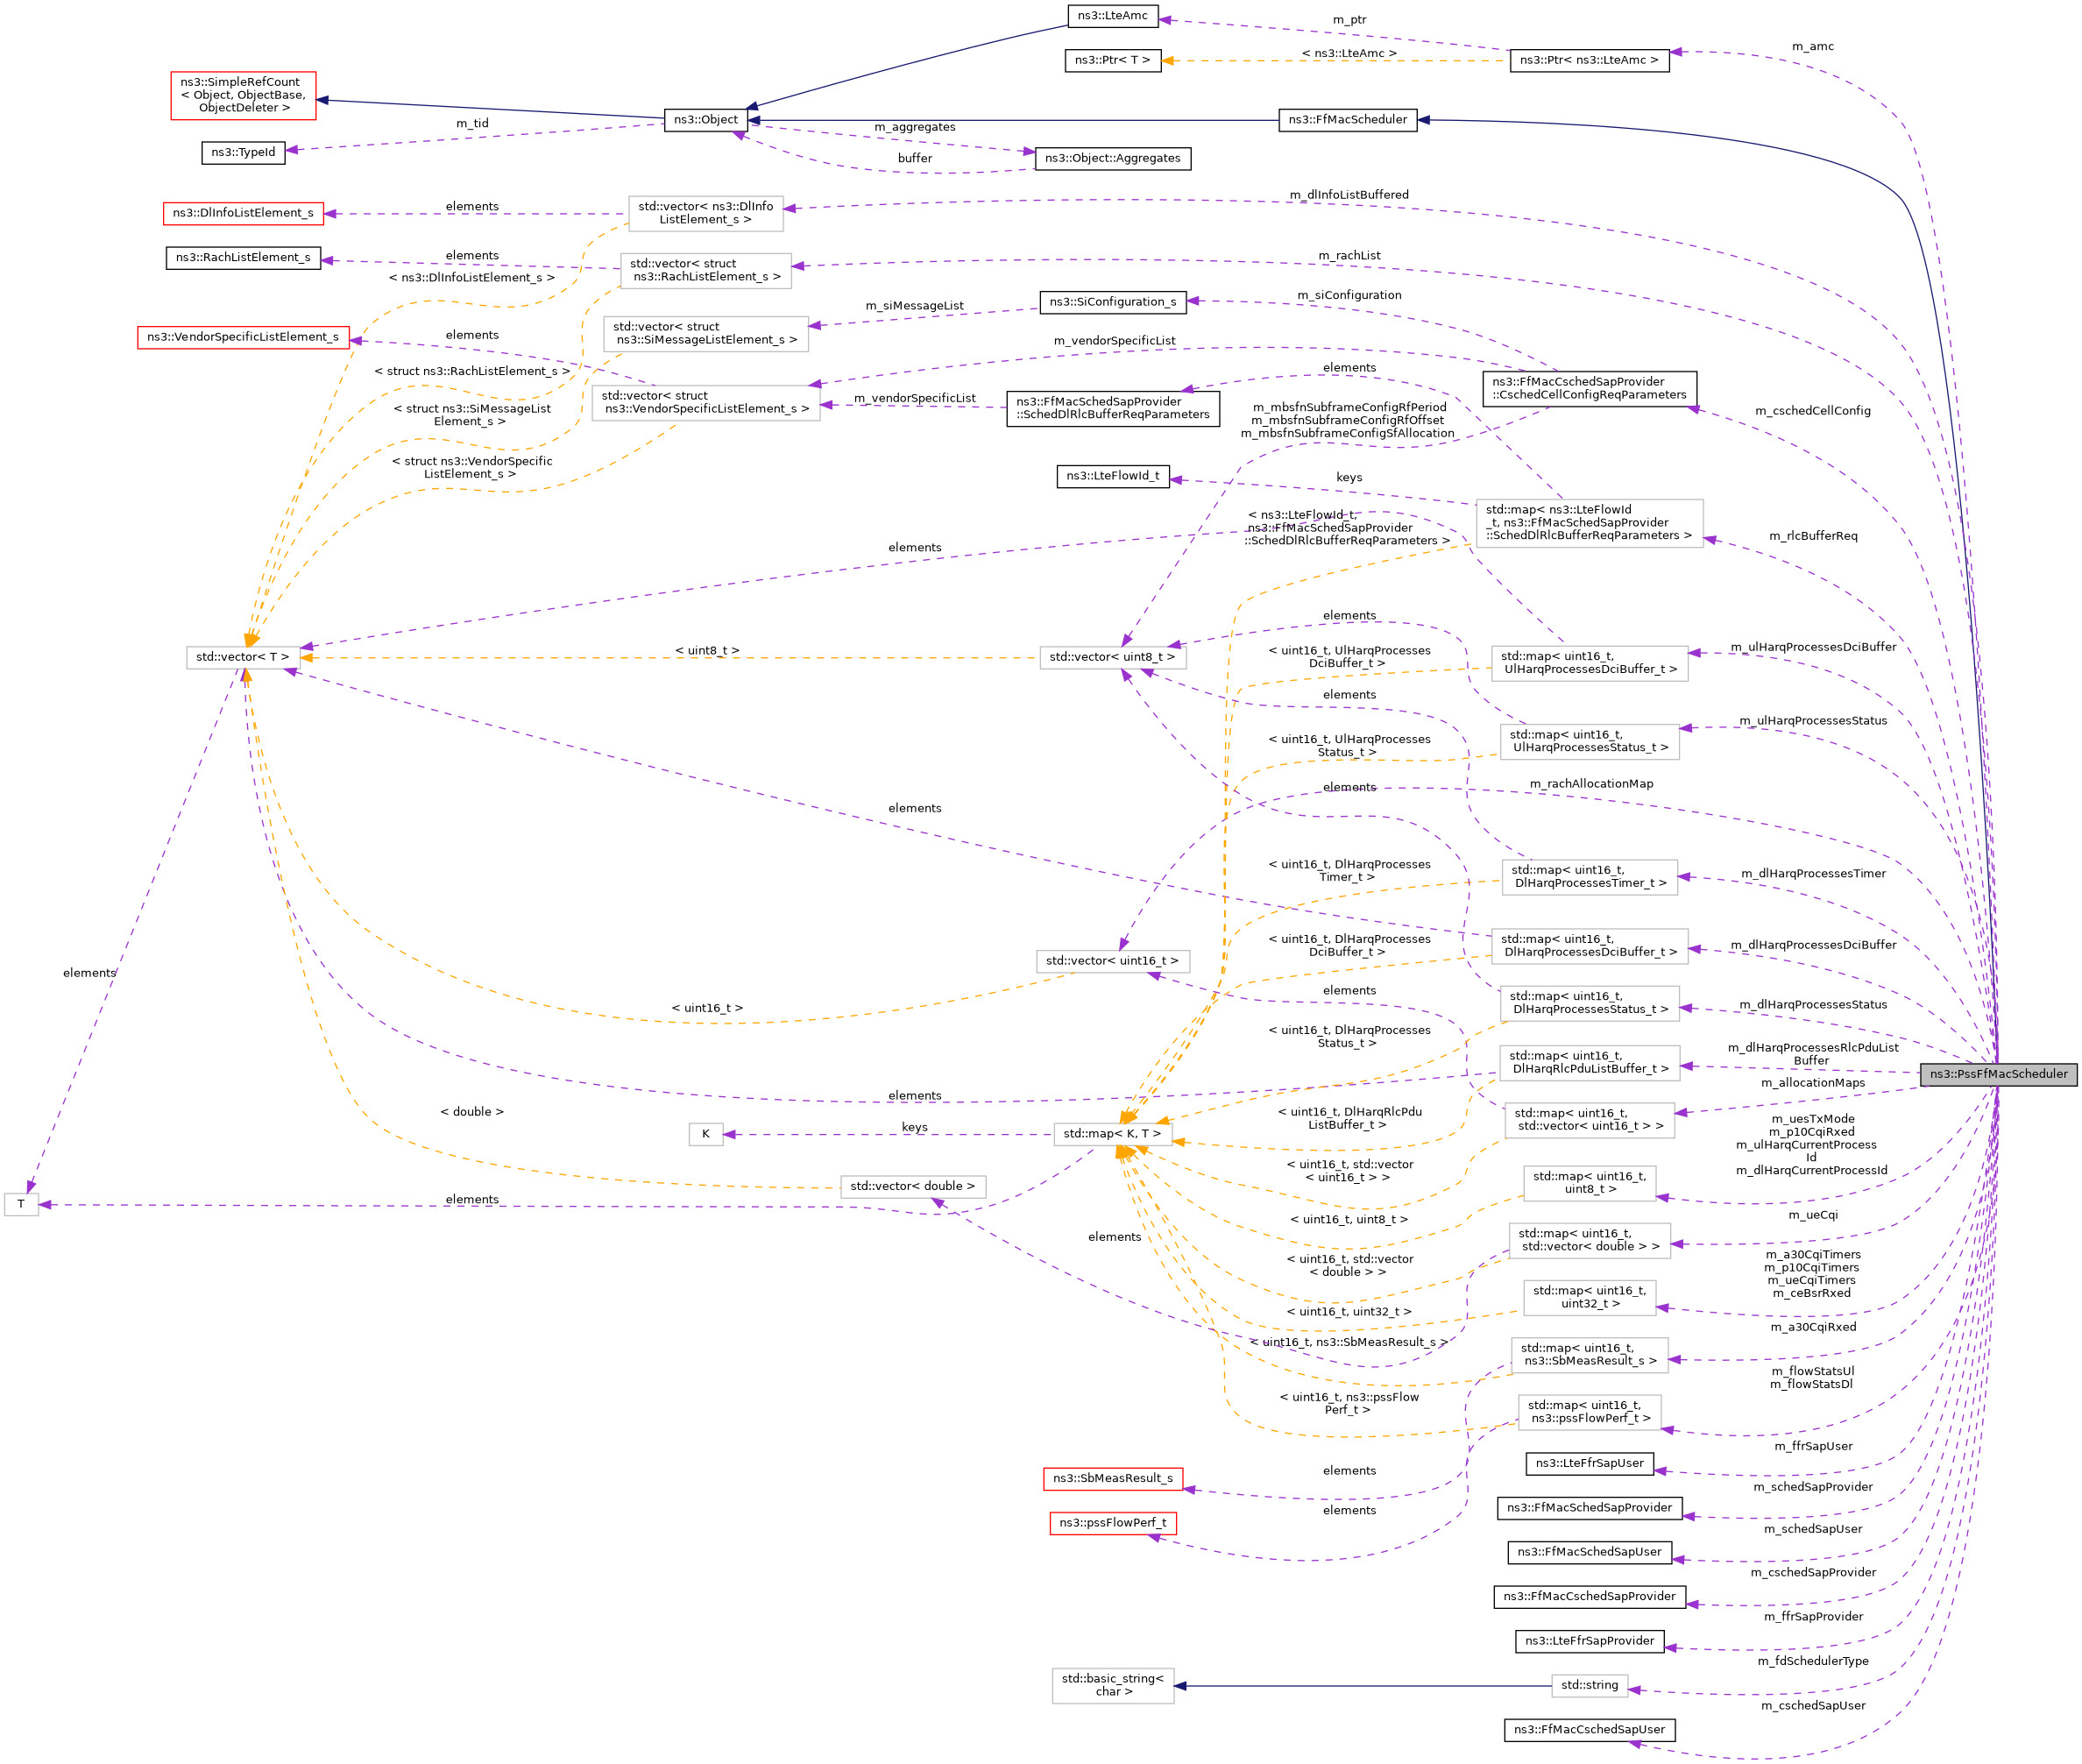 ns3::LteAmc
m_ptr
m_amc
ns3::Ptr< T >
< ns3::LteAmc >
ns3::Ptr< ns3::LteAmc >
ns3::SimpleRefCount
< Object, ObjectBase,
ObjectDeleter >
m_tid
ns3::Object
ns3::TypeId
m_aggregates
buffer
ns3::FfMacScheduler
ns3::Object::Aggregates
ns3::DlInfoListElement_s
elements
std::vector< ns3::DlInfo
ListElement_s >
m_dlInfoListBuffered
ns3::RachListElement_s
elements
< ns3::DlInfoListElement_s >
std::vector< struct
ns3::RachListElement_s >
m_rachList
ns3::SiConfiguration_s
m_siConfiguration
m_siMessageList
std::vector< struct
ns3::SiMessageListElement_s >
ns3::VendorSpecificListElement_s
elements
m_vendorSpecificList
< struct ns3::RachListElement_s >
std::vector< struct
ns3::VendorSpecificListElement_s >
m_vendorSpecificList
ns3::FfMacSchedSapProvider
::SchedDlRlcBufferReqParameters
elements
ns3::FfMacCschedSapProvider
::CschedCellConfigReqParameters
m_cschedCellConfig
< struct ns3::SiMessageList
Element_s >
m_mbsfnSubframeConfigRfPeriod
m_mbsfnSubframeConfigRfOffset
m_mbsfnSubframeConfigSfAllocation
< struct ns3::VendorSpecific
ListElement_s >
ns3::LteFlowId_t
keys
std::map< ns3::LteFlowId
_t, ns3::FfMacSchedSapProvider
::SchedDlRlcBufferReqParameters >
m_rlcBufferReq
< ns3::LteFlowId_t,
ns3::FfMacSchedSapProvider
::SchedDlRlcBufferReqParameters >
elements
elements
std::vector< T >
< uint8_t >
std::vector< uint8_t >
< uint16_t, UlHarqProcesses
DciBuffer_t >
std::map< uint16_t,
UlHarqProcessesDciBuffer_t >
m_ulHarqProcessesDciBuffer
elements
< uint16_t, UlHarqProcesses
Status_t >
std::map< uint16_t,
UlHarqProcessesStatus_t >
m_ulHarqProcessesStatus
elements
m_rachAllocationMap
elements
< uint16_t, DlHarqProcesses
Timer_t >
std::map< uint16_t,
DlHarqProcessesTimer_t >
m_dlHarqProcessesTimer
< uint16_t, DlHarqProcesses
DciBuffer_t >
std::map< uint16_t,
DlHarqProcessesDciBuffer_t >
m_dlHarqProcessesDciBuffer
elements
std::vector< uint16_t >
elements
< uint16_t >
std::map< uint16_t,
DlHarqProcessesStatus_t >
m_dlHarqProcessesStatus
< uint16_t, DlHarqProcesses
Status_t >
std::map< uint16_t,
DlHarqRlcPduListBuffer_t >
m_dlHarqProcessesRlcPduList
Buffer
ns3::PssFfMacScheduler
elements
< double >
< uint16_t, DlHarqRlcPdu
ListBuffer_t >
std::map< uint16_t,
std::vector< uint16_t > >
m_allocationMaps
K
keys
std::map< K, T >
m_uesTxMode
m_p10CqiRxed
m_ulHarqCurrentProcess
Id
m_dlHarqCurrentProcessId
< uint16_t, std::vector
< uint16_t > >
std::map< uint16_t,
uint8_t >
T
elements
std::vector< double >
elements
< uint16_t, uint8_t >
std::map< uint16_t,
std::vector< double > >
m_ueCqi
< uint16_t, std::vector
< double > >
m_a30CqiTimers
m_p10CqiTimers
m_ueCqiTimers
m_ceBsrRxed
std::map< uint16_t,
uint32_t >
< uint16_t, uint32_t >
m_a30CqiRxed
< uint16_t, ns3::SbMeasResult_s >
std::map< uint16_t,
ns3::SbMeasResult_s >
m_flowStatsUl
m_flowStatsDl
< uint16_t, ns3::pssFlow
Perf_t >
std::map< uint16_t,
ns3::pssFlowPerf_t >
m_ffrSapUser
ns3::LteFfrSapUser
ns3::SbMeasResult_s
elements
m_schedSapProvider
ns3::FfMacSchedSapProvider
elements
ns3::pssFlowPerf_t
m_schedSapUser
ns3::FfMacSchedSapUser
m_cschedSapProvider
ns3::FfMacCschedSapProvider
m_ffrSapProvider
ns3::LteFfrSapProvider
m_fdSchedulerType
std::basic_string<
char >
std::string
m_cschedSapUser
ns3::FfMacCschedSapUser